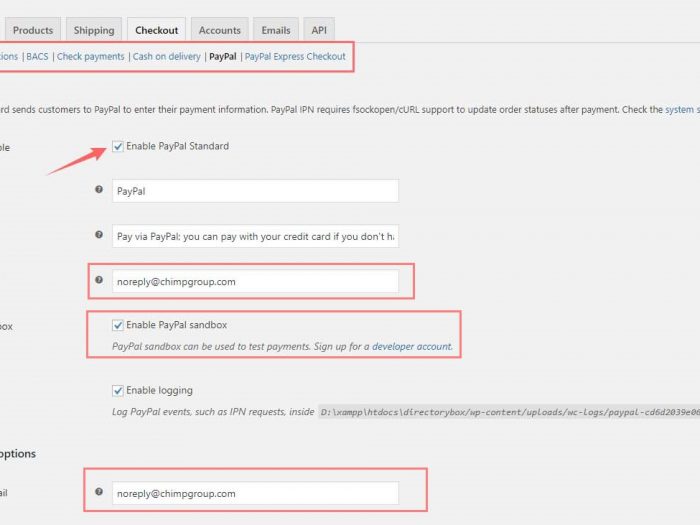 Products Shipping Checkout Accounts Emails API
tions | BACS | Check payments | Cash on delivery | PayPal | PayPal Express Checkout
ard sends customers to PayPal to enter their payment information. PayPal IPN requires fsockopen/cURL support to update order statuses after payment. Check the system s
ble Enable PayPal Standard
PayPal
Pay via PayPal; you can pay with your credit card if you don't ha
noreply@chimpgroup.com
box Enable PayPal sandbox
PayPal sandbox can be used to test payments. Sign up for a developer account.
Enable logging
Log PayPal events, such as IPN requests, inside D:\xampp\htdocs\directorybox/wp-content/uploads/wc-logs/paypal-cd6d2039e06
options
ail noreply@chimpgroup.com